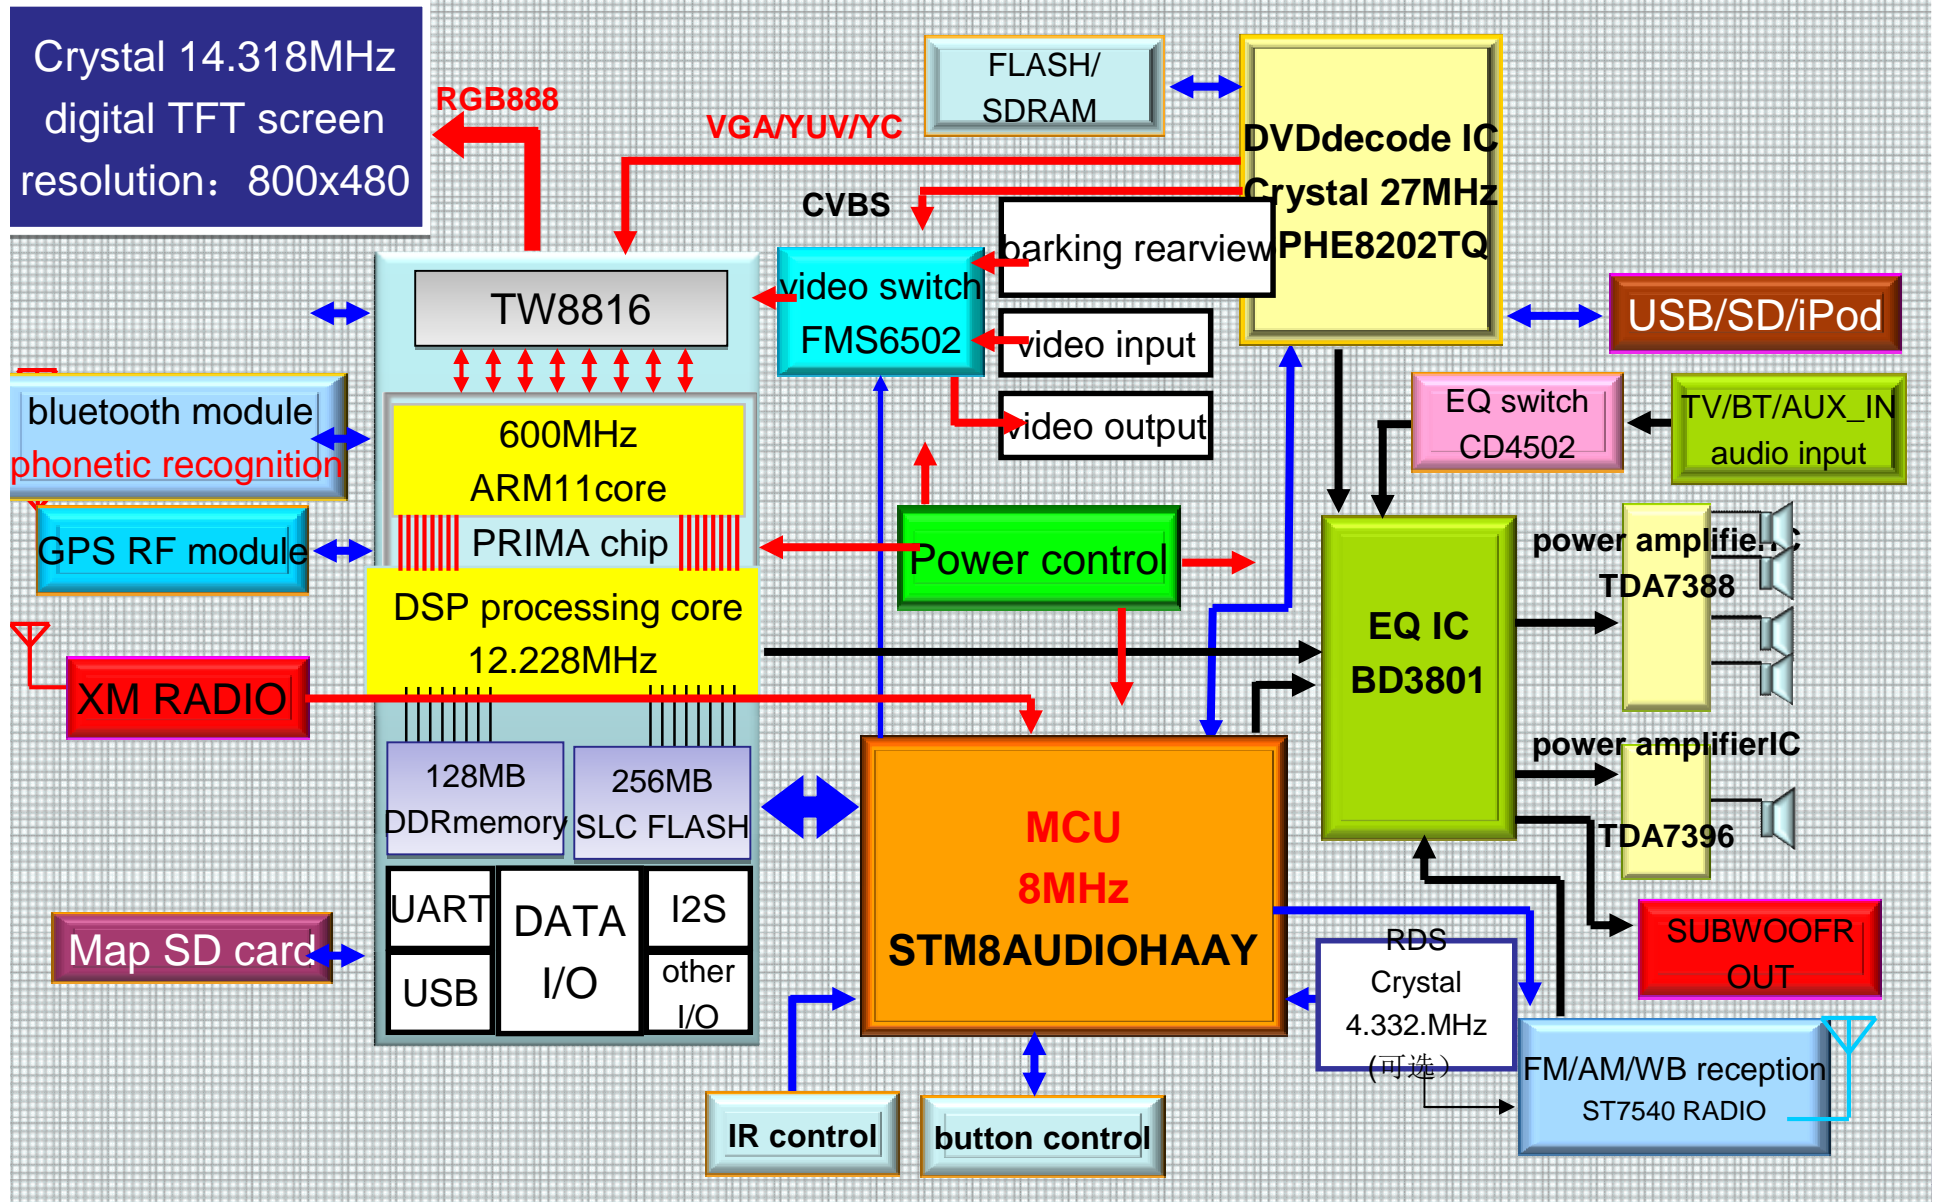 Crystal 14.318MHz
digital TFT screen
resolution：800x480
RGB888
VGA/YUV/YC
CVBS
FLASH/
SDRAM
DVDdecode IC
Crystal 27MHz
PHE8202TQ
barking rearview
video input
video output
video switch
FMS6502
TW8816
USB/SD/iPod
EQ switch
CD4502
TV/BT/AUX_IN
audio input
bluetooth module
phonetic recognition
600MHz
ARM11core
PRIMA chip
GPS RF module
Power control
DSP processing core
12.228MHz
EQ IC
BD3801
power amplifierIC
TDA7388
XM RADIO
power amplifierIC
TDA7396
128MB
DDRmemory
256MB
SLC FLASH
MCU
8MHz
STM8AUDIOHAAY
UART
DATA
I/O
I2S
USB
other
I/O
Map SD card
RDS
Crystal
4.332.MHz
(可选）
SUBWOOFR
OUT
FM/AM/WB reception
ST7540 RADIO
IR control
button control